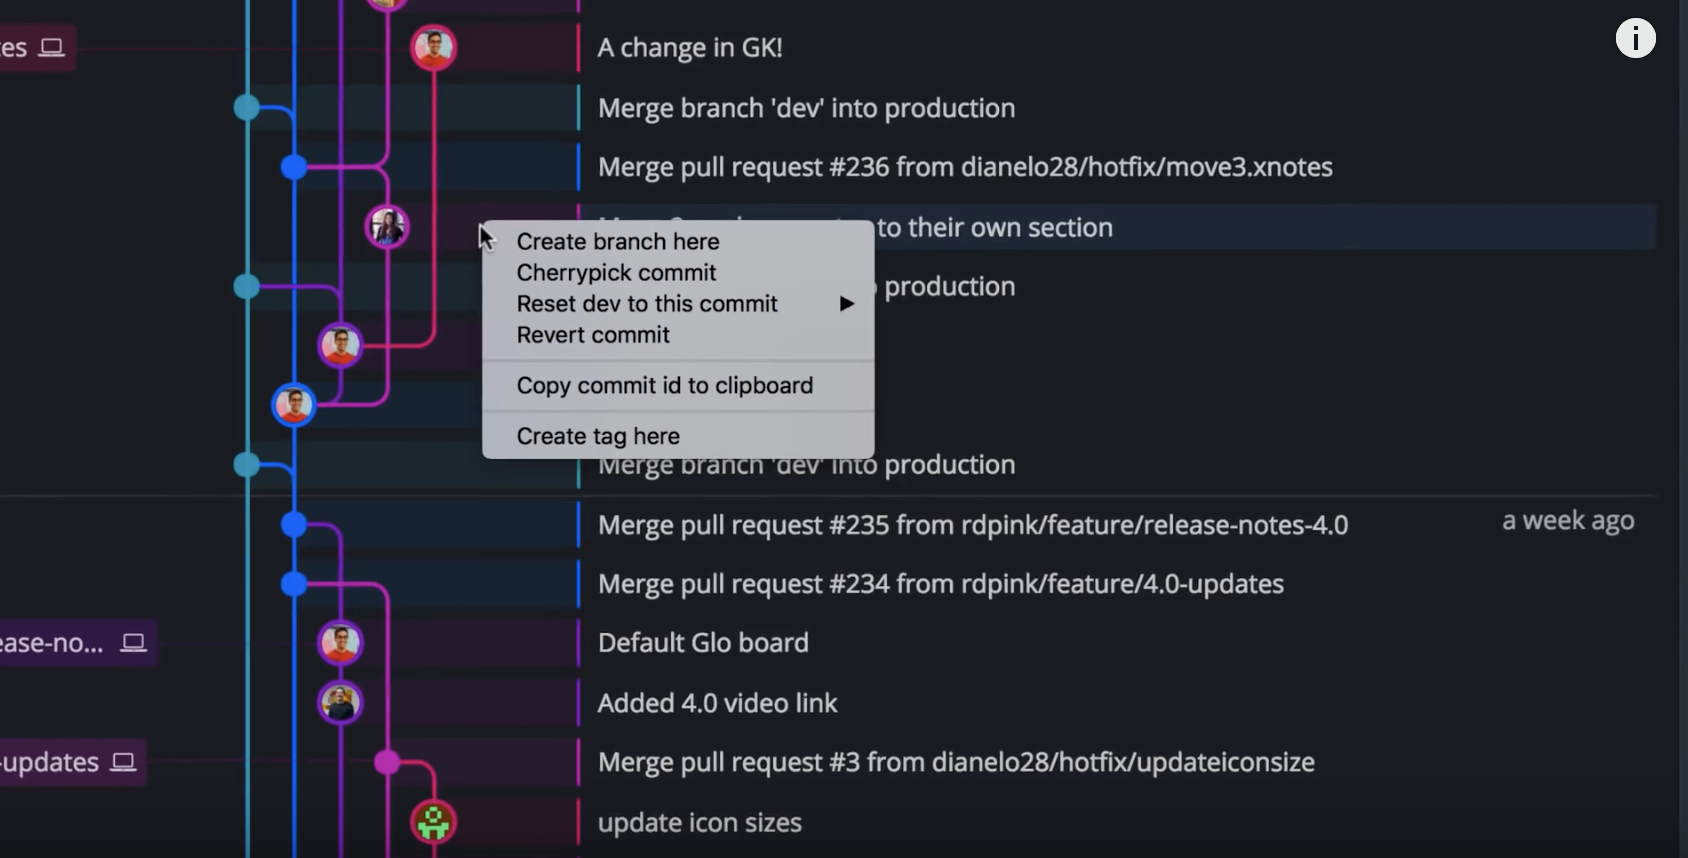 es
A change in GK!
Merge branch 'dev' into production
Merge pull request #236 from dianelo28/hotfix/move3.xnotes
to their own section
Create branch here
Cherrypick commit
production
Reset dev to this commit
Revert commit
Copy commit id to clipboard
Create tag here
Merge branch 'dev' into production
Merge pull request #235 from rdpink/feature/release-notes-4.0
a week ago
Merge pull request #234 from rdpink/feature/4.0-updates
ease-no...
Default Glo board
Added 4.0 video link
-updates
Merge pull request #3 from dianelo28/hotfix/updateiconsize
update icon sizes